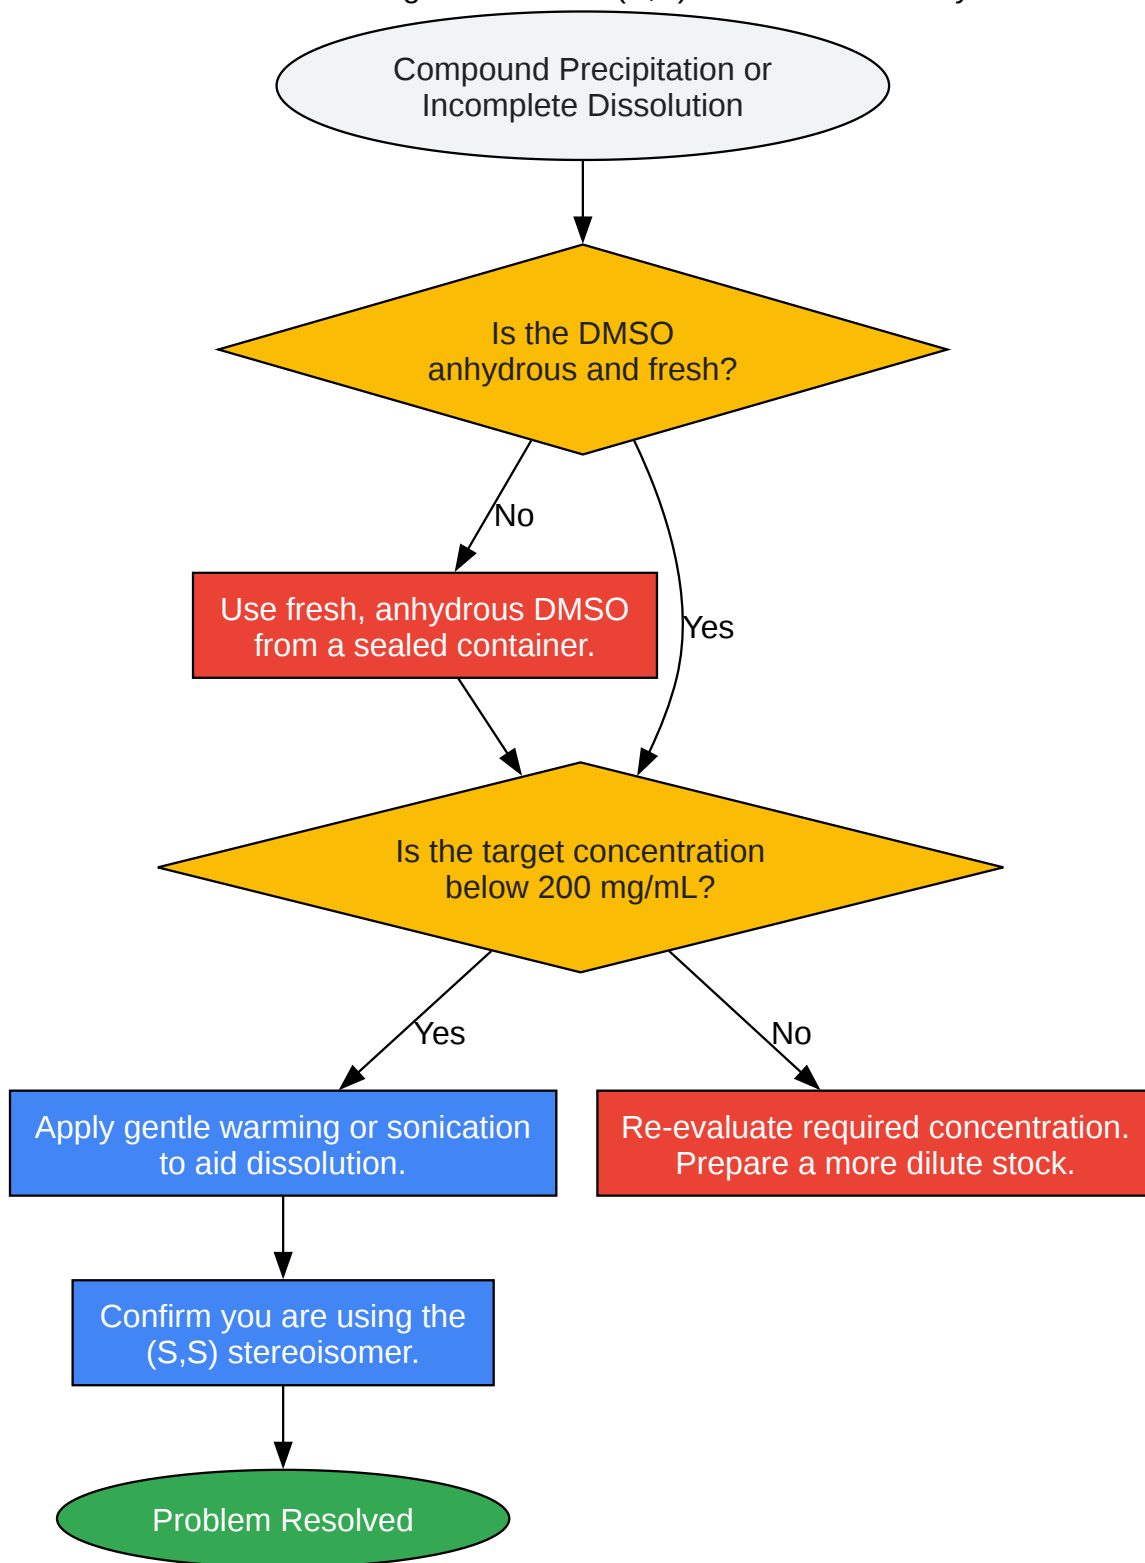 Compound Precipitation or
Incomplete Dissolution
Is the DMSO
anhydrous and fresh?
No
Use fresh, anhydrous DMSO
from a sealed container.
Yes
Is the target concentration
below 200 mg/mL?
Yes
No
Apply gentle warming or sonication
to aid dissolution.
Re-evaluate required concentration.
Prepare a more dilute stock.
Confirm you are using the
(S,S) stereoisomer.
Problem Resolved